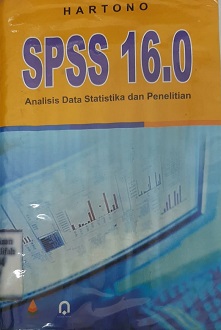 HARTONO
SPSS 16.0
Analisis Data Statistika dan Penelitian